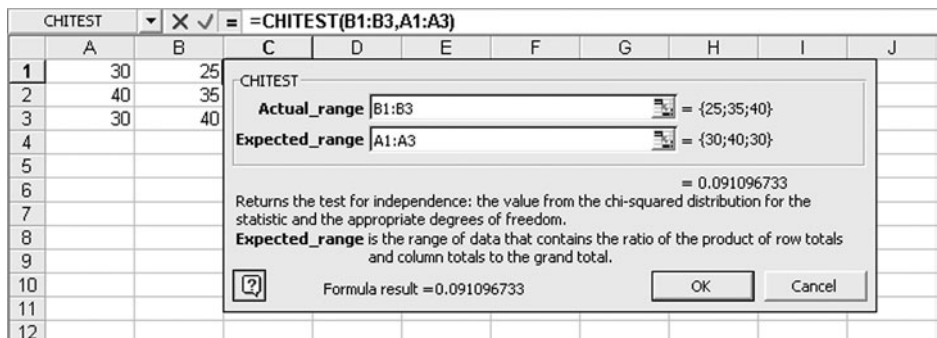 CHITEST =CHITEST(B1:B3,A1:A3)
A B C D E F G H I J
1 30 25
2 40 35
3 30 40
4
5
6
7
8
9
10
11
12
CHITEST
Actual_range B1:B3 = {25;35;40}
Expected_range A1:A3 = {30;40;30}
= 0.091096733
Returns the test for independence: the value from the chi-squared distribution for the
statistic and the appropriate degrees of freedom.
Expected_range is the range of data that contains the ratio of the product of row totals
and column totals to the grand total.
? Formula result =0.091096733 OK Cancel